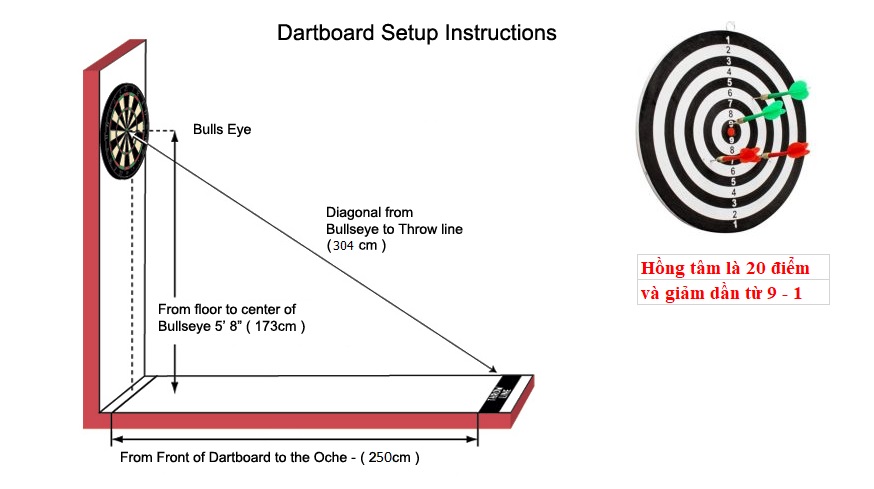 Dartboard Setup Instructions
Bulls Eye
Diagonal from
Bullseye to Throw line
(304 cm )
From floor to center of
Bullseye 5' 8" ( 173cm )
THROW
LINE
From Front of Dartboard to the Oche - ( 250cm )
1
2
3
4
5
6
7
8
9
9
8
7
6
5
4
3
2
1
Hồng tâm là 20 điểm
và giảm dần từ 9 - 1